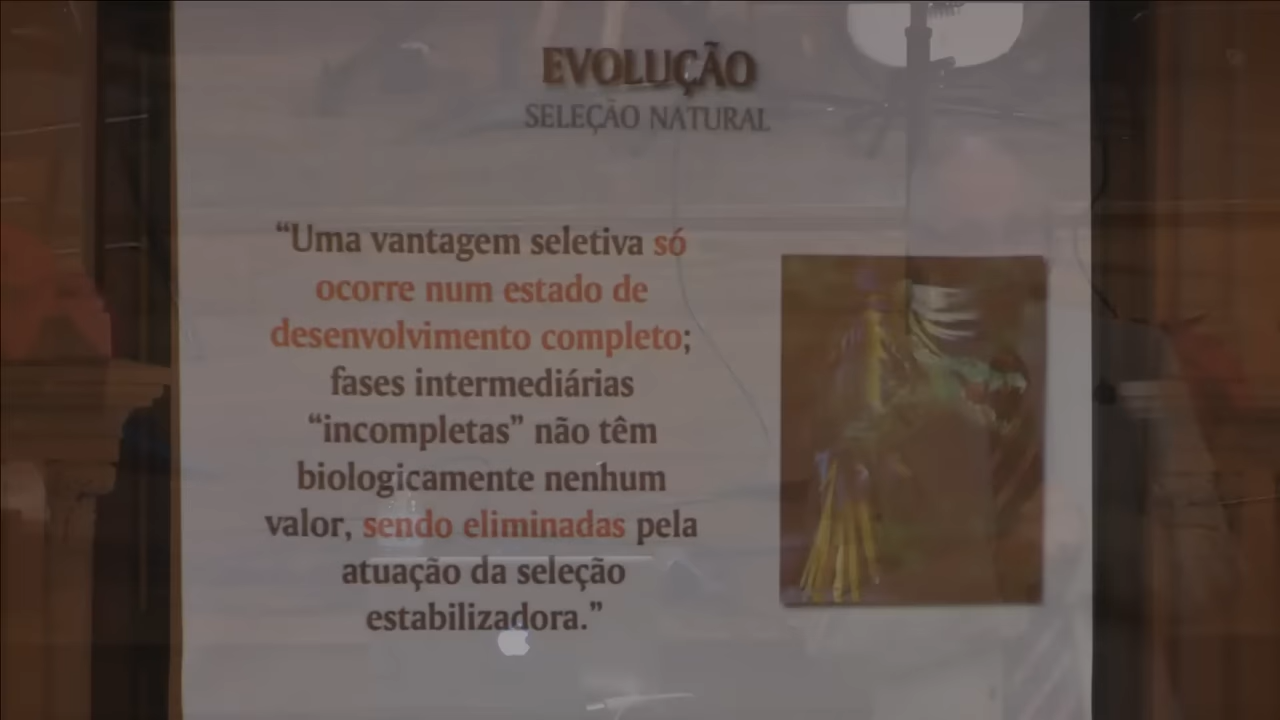 EVOLUÇÃO
SELEÇÃO NATURAL
“Uma vantagem seletiva só
ocorre num estado de
desenvolvimento completo;
fases intermediárias
“incompletas” não têm
biologicamente nenhum
valor, sendo eliminadas pela
atuação da seleção
estabilizadora.”